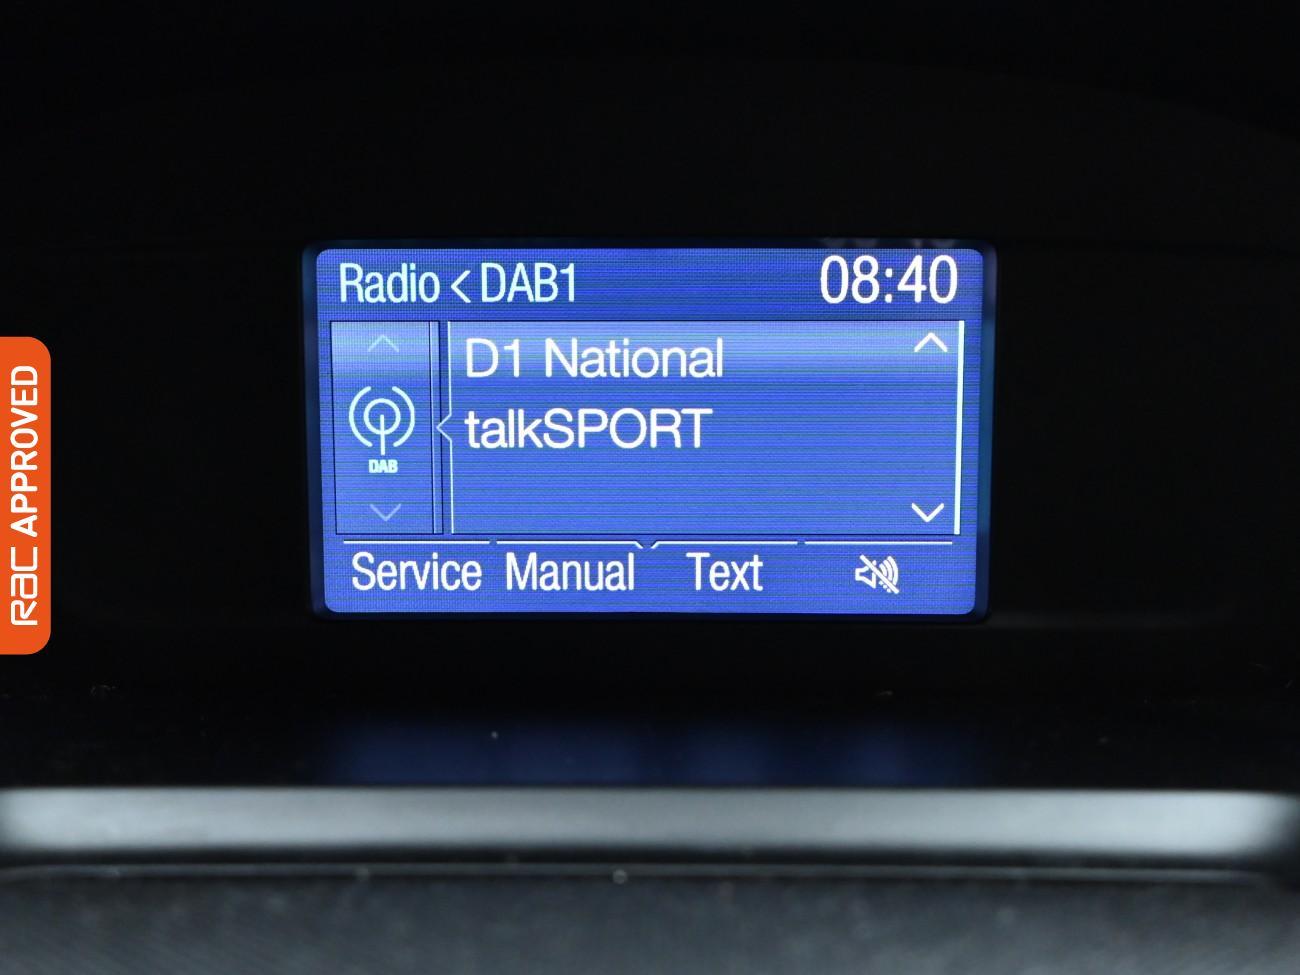 Radio < DAB1 08:40
D1 National
talkSPORT
DAB
Service Manual Text
RAC APPROVED